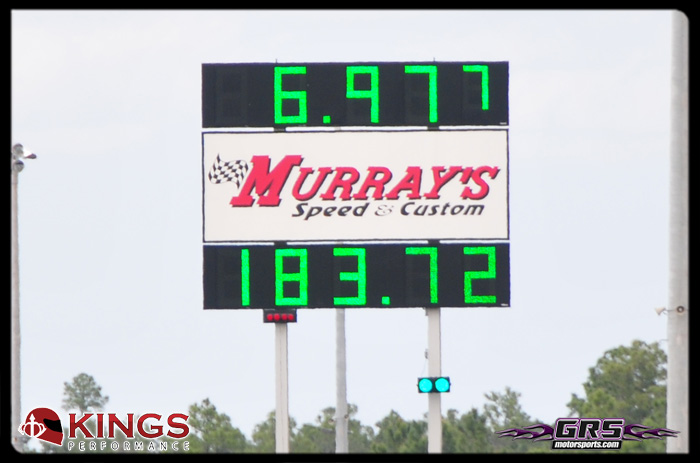 6.977
MURRAY'S
Speed & Custom
183.72
KINGS
PERFORMANCE
GRS
motorsports.com